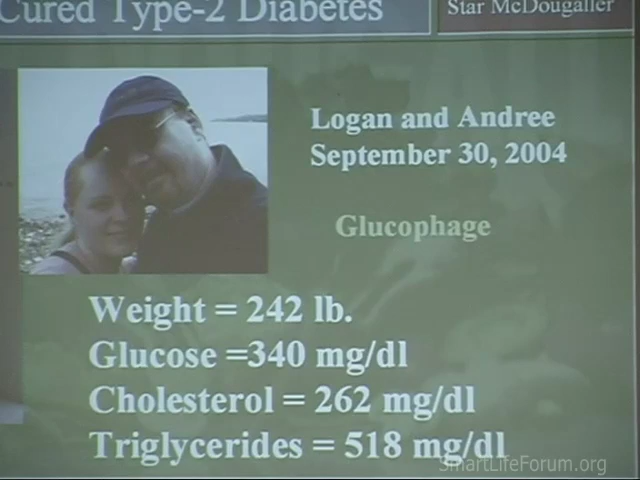 Cured Type-2 Diabetes
Star McDougaller
Logan and Andree
September 30, 2004
Glucophage
Weight = 242 lb.
Glucose =340 mg/dl
Cholesterol = 262 mg/dl
Triglycerides = 518 mg/dl
SmartLifeForum.org